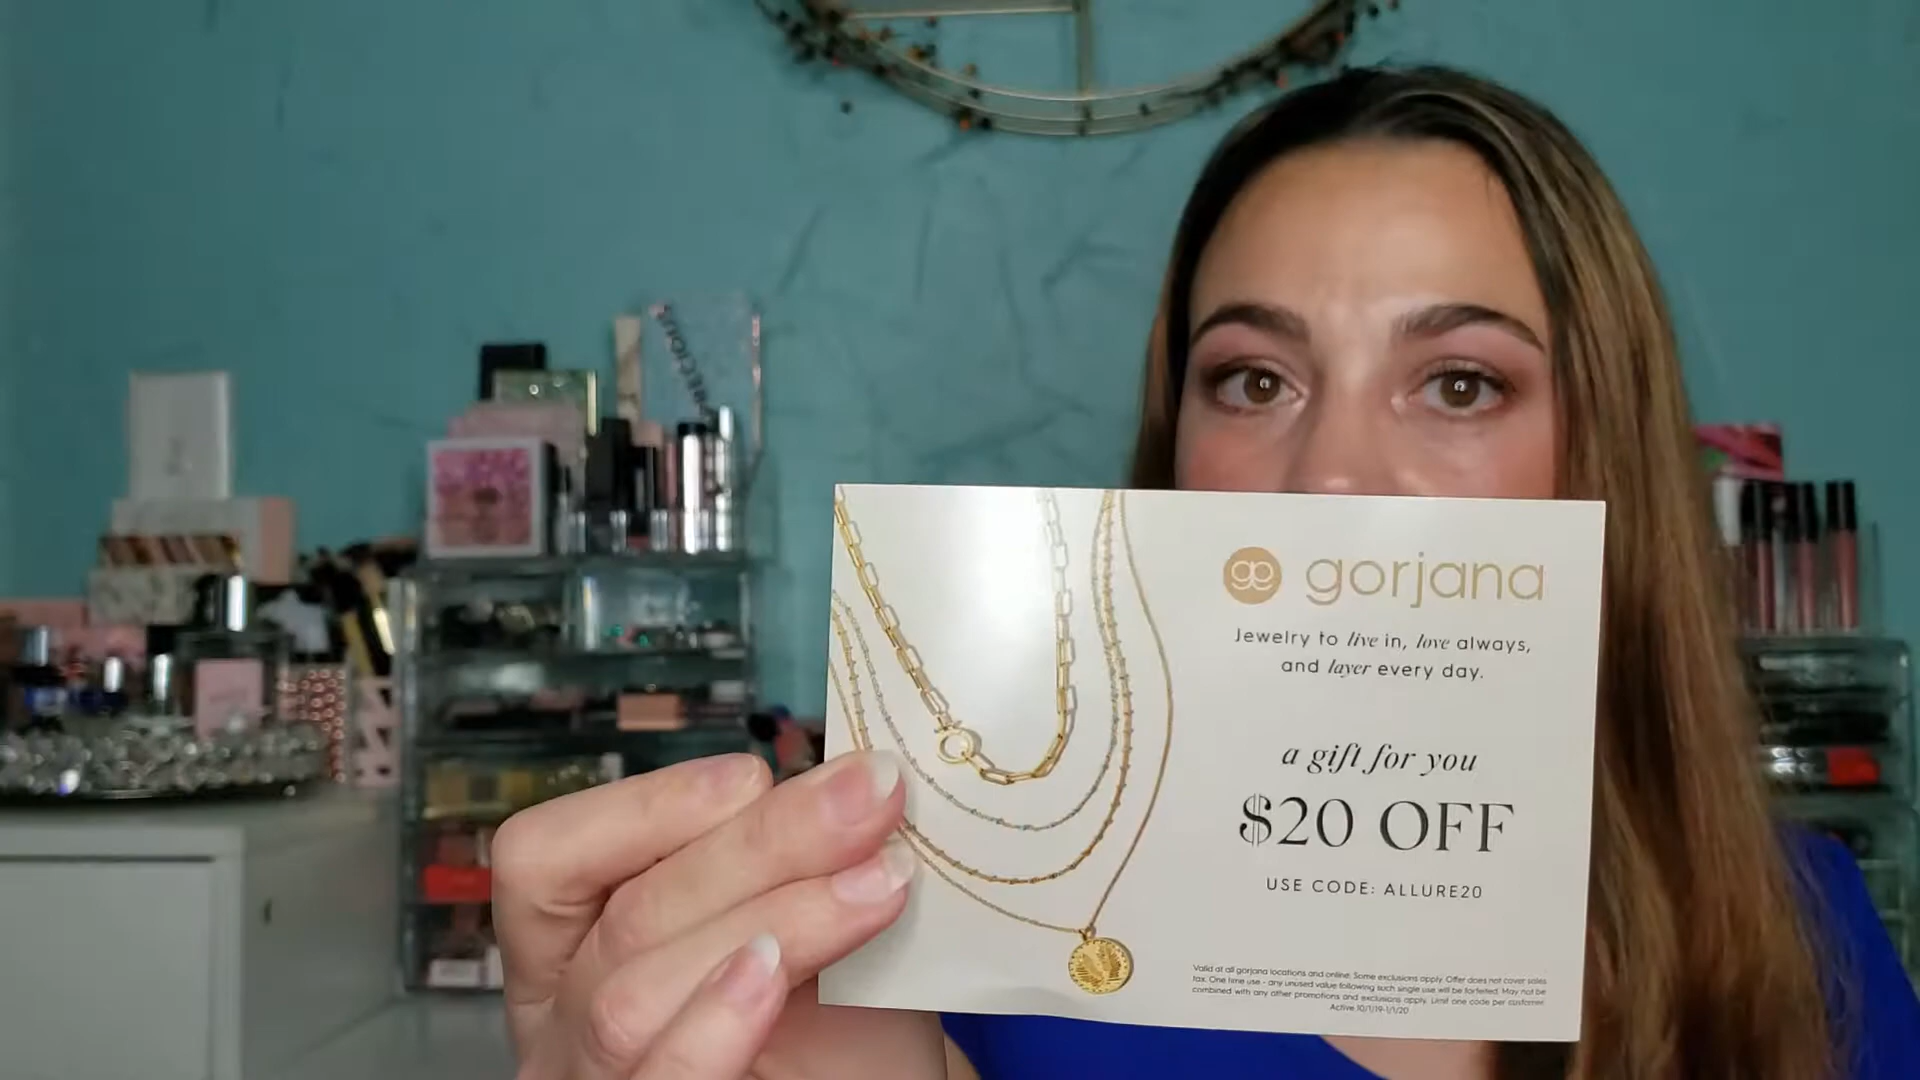 PRECIOUS
go gorjana
Jewelry to live in, love always,
and layer every day.
a gift for you
$20 OFF
USE CODE: ALLURE20
Valid at all gorjana locations and online. Some exclusions apply. Offer does not cover sales
tax. One time use - any unused value following such single use will be forfeited. May not be
combined with any other promotions and exclusions apply. Limit one code per customer.
Active 10/1/19-1/1/20